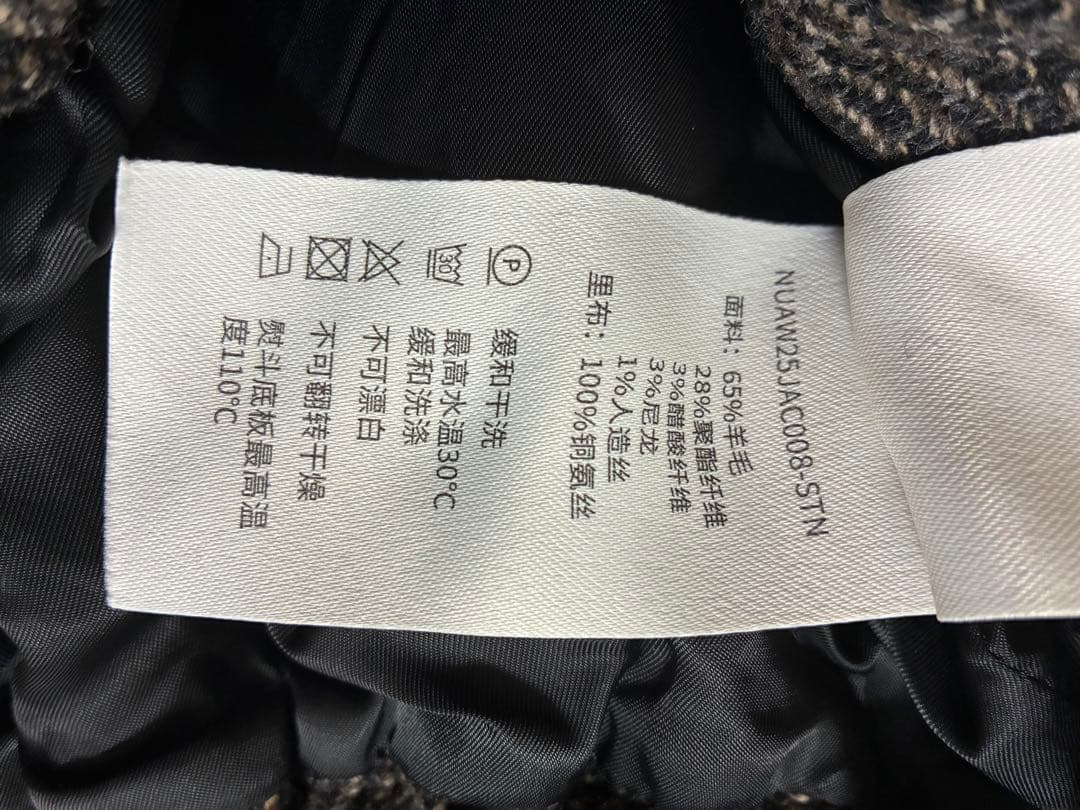 NUAW25JAC008-STN
面料：65%羊毛
28%聚酯纤维
3%醋酸纤维
3%尼龙
1%人造丝
里布：100%铜氨丝
P 缓和干洗
30 最高水温30°C
缓和洗涤
不可漂白
不可翻转干燥
熨斗底板最高温
度110°C